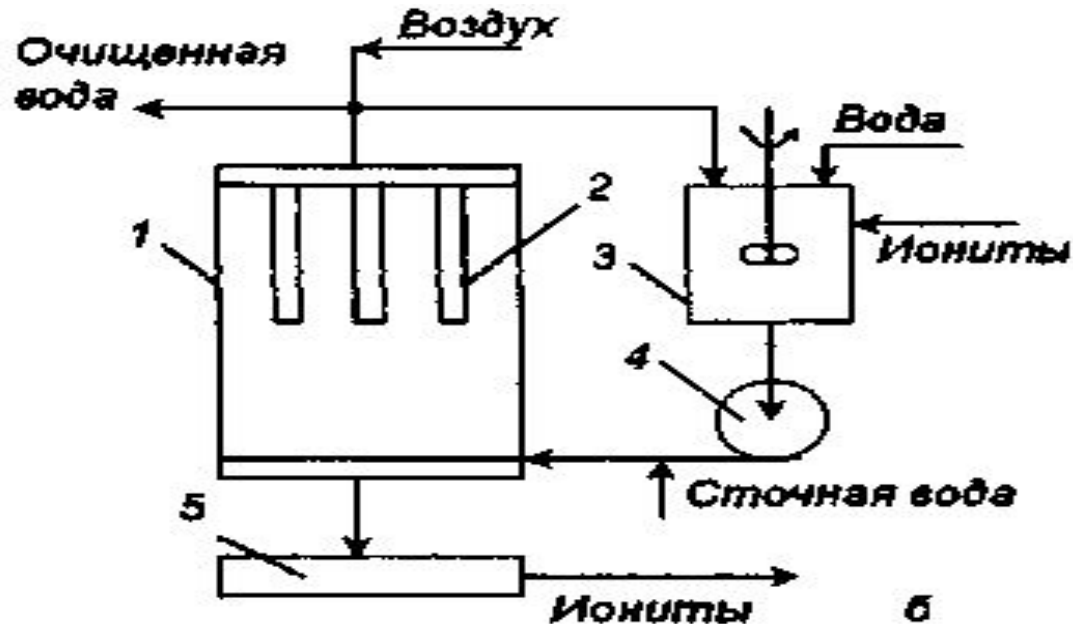 Воздух
Очищенная
вода
Вода
1
2
3
Иониты
4
5
Сточная вода
Иониты
б